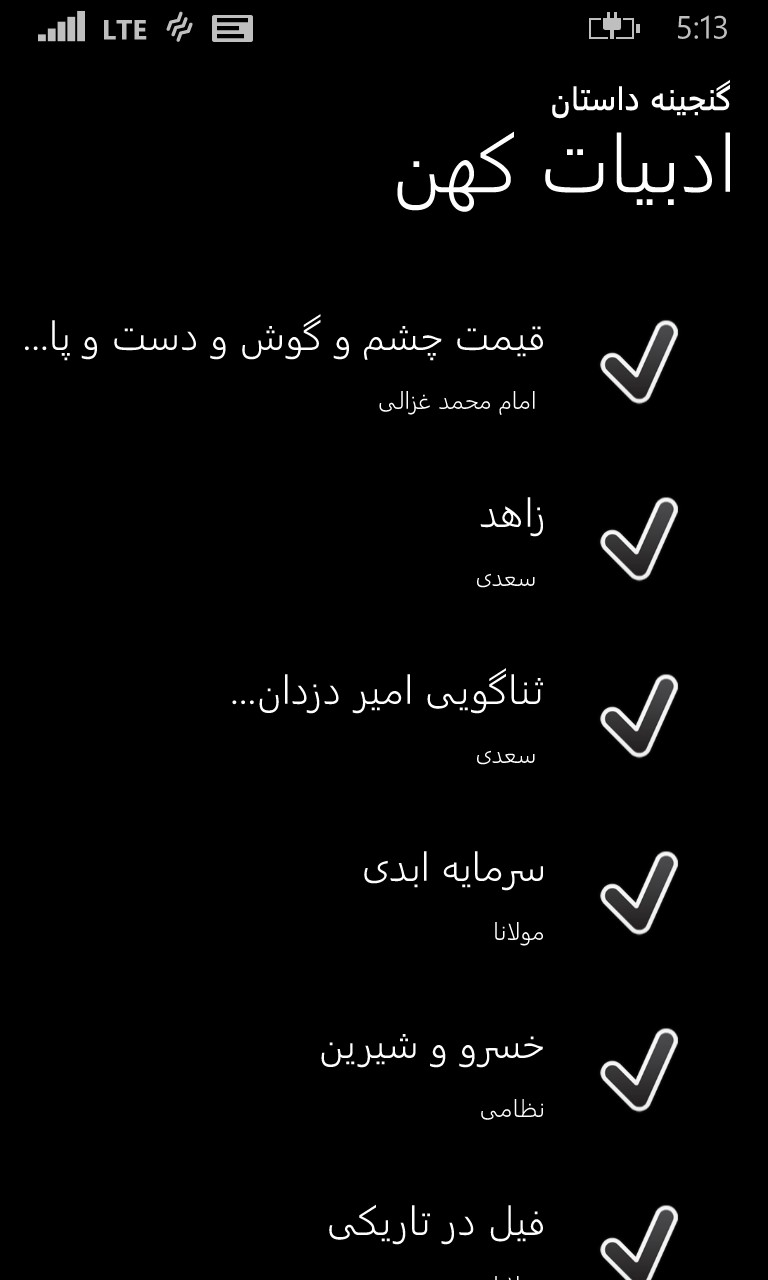 LTE 5:13
گنجینه داستان
ادبیات کهن
قیمت چشم و گوش و دست و پا...
امام محمد غزالی
زاهد
سعدی
ثناگویی امیر دزدان...
سعدی
سرمایه ابدی
مولانا
خسرو و شیرین
نظامی
فیل در تاریکی